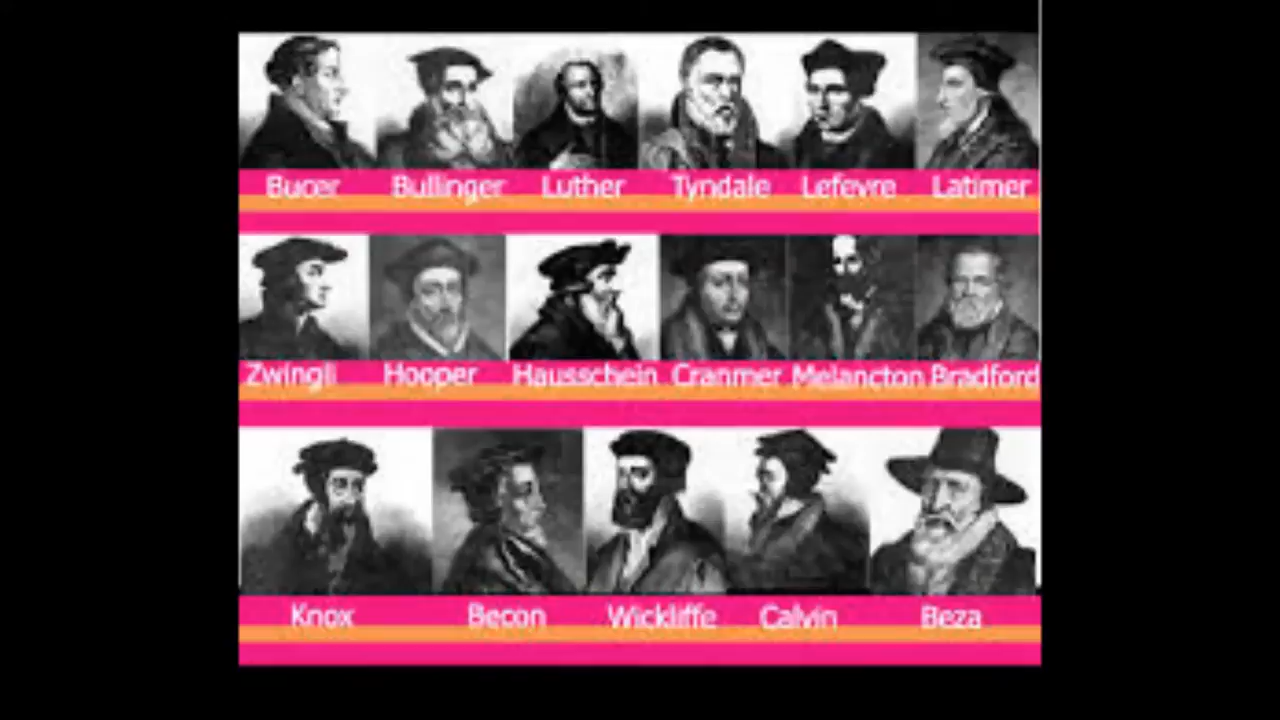 Bucer Bullinger Luther Tyndale Lefevre Latimer
Zwingli Hooper Hausschein Cranmer Melancton Bradford
Knox Becon Wickliffe Calvin Beza